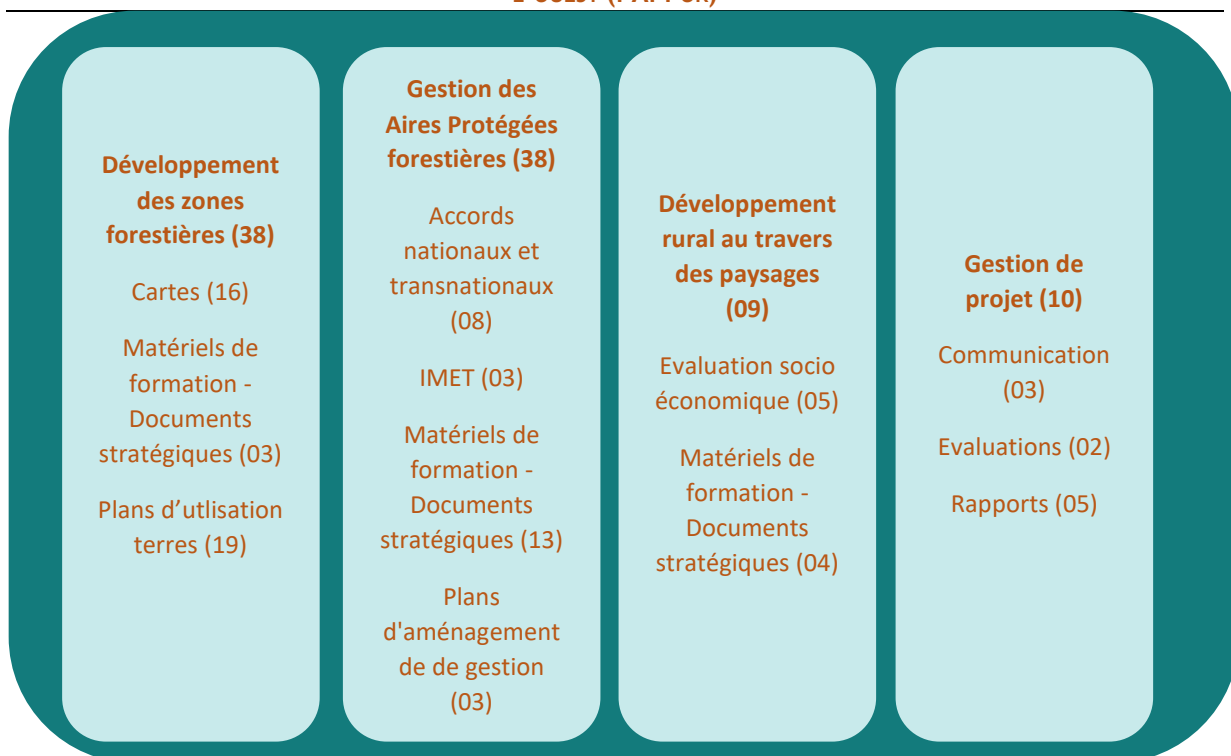 L'OUEST (PAPFOR)
Développement
des zones
forestières (38)
Cartes (16)
Matériels de
formation -
Documents
stratégiques (03)
Plans d’utlisation
terres (19)
Gestion des
Aires Protégées
forestières (38)
Accords
nationaux et
transnationaux
(08)
IMET (03)
Matériels de
formation -
Documents
stratégiques (13)
Plans
d'aménagement
de de gestion
(03)
Développement
rural au travers
des paysages
(09)
Evaluation socio
économique (05)
Matériels de
formation -
Documents
stratégiques (04)
Gestion de
projet (10)
Communication
(03)
Evaluations (02)
Rapports (05)